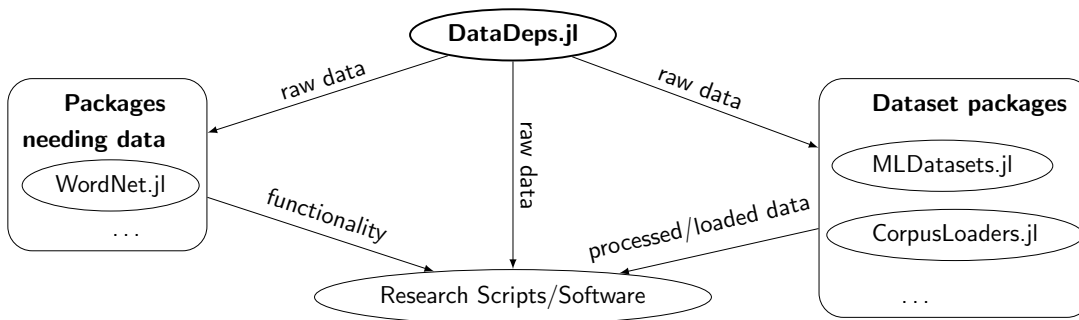 DataDeps.jl
raw data
raw data
raw data
Packages
needing data
WordNet.jl
...
Dataset packages
MLDatasets.jl
CorpusLoaders.jl
...
functionality
processed/loaded data
Research Scripts/Software